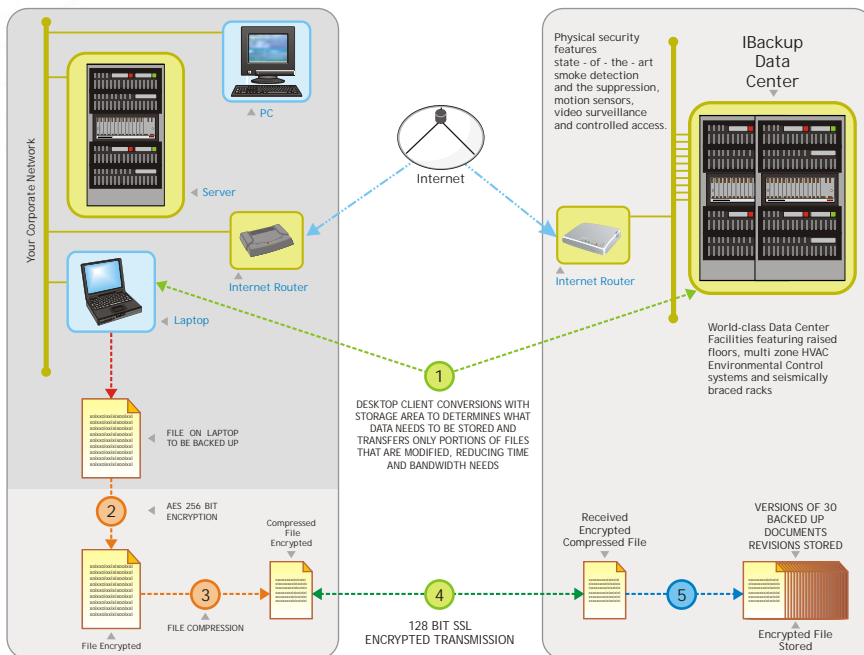 Your Corporate Network
PC
Server
Internet Router
Laptop
FILE ON LAPTOP
TO BE BACKED UP
2
AES 256 BIT
ENCRYPTION
File Encrypted
3
FILE COMPRESSION
Compressed
File
Encrypted
Internet
1
DESKTOP CLIENT CONVERSIONS WITH
STORAGE AREA TO DETERMINES WHAT
DATA NEEDS TO BE STORED AND
TRANSFERS ONLY PORTIONS OF FILES
THAT ARE MODIFIED, REDUCING TIME
AND BANDWIDTH NEEDS
4
128 BIT SSL
ENCRYPTED TRANSMISSION
Physical security
features
state - of - the - art
smoke detection
and the suppression,
motion sensors,
video surveillance
and controlled access.
IBackup
Data
Center
Internet Router
World-class Data Center
Facilities featuring raised
floors, multi zone HVAC
Environmental Control
systems and seismically
braced racks
Received
Encrypted
Compressed File
5
VERSIONS OF 30
BACKED UP
DOCUMENTS
REVISIONS STORED
Encrypted File
Stored